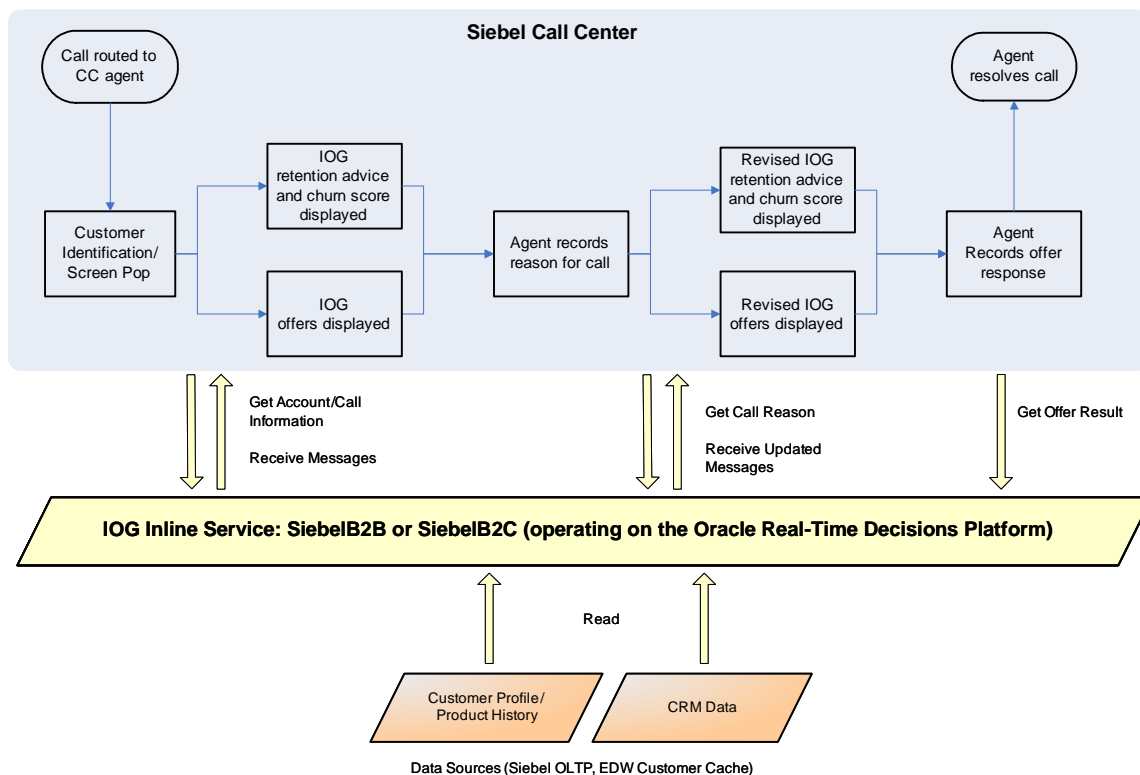 Siebel Call Center
Call routed to
CC agent
Agent
resolves call
IOG
retention advice
and churn score
displayed
Revised IOG
retention advice
and churn score
displayed
Customer
Identification/
Screen Pop
Agent records
reason for call
Agent
Records offer
response
IOG
offers displayed
Revised IOG
offers displayed
Get Account/Call
Information
Receive Messages
Get Call Reason
Receive Updated
Messages
Get Offer Result
IOG Inline Service: SiebelB2B or SiebelB2C (operating on the Oracle Real-Time Decisions Platform)
Read
Customer Profile/
Product History
CRM Data
Data Sources (Siebel OLTP, EDW Customer Cache)